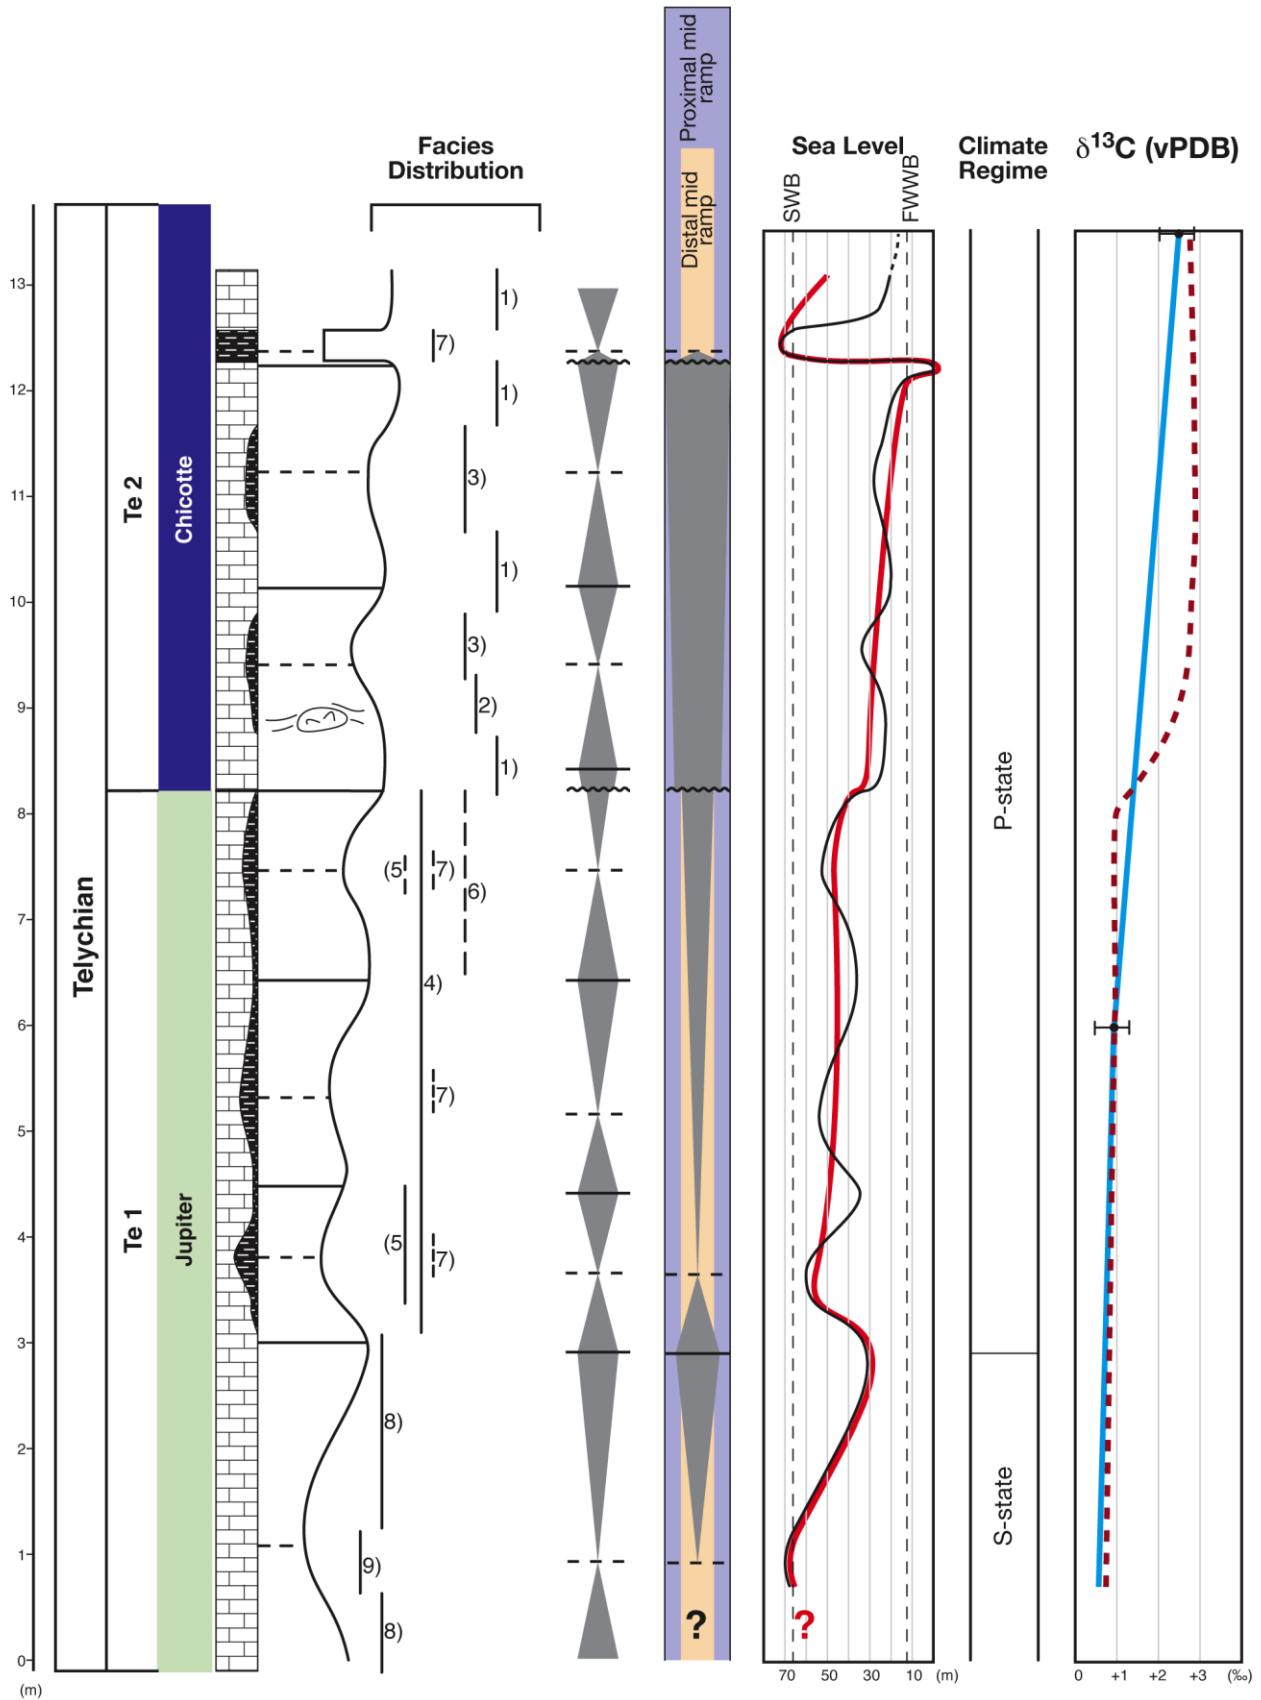 Facies
Distribution
Proximal mid
ramp
Distal mid
ramp
Sea Level
SWB
FWWB
Climate
Regime
δ13C (vPDB)
13
12
11
10
9
8
7
6
5
4
3
2
1
0
(m)
Telychian
Te 2
Te 1
Chicotte
Jupiter
1)
7)
1)
3)
1)
3)
2)
1)
(5
7)
6)
4)
7)
(5
7)
8)
9)
8)
?
?
P-state
S-state
70 50 30 10 (m)
0 +1 +2 +3 (‰)